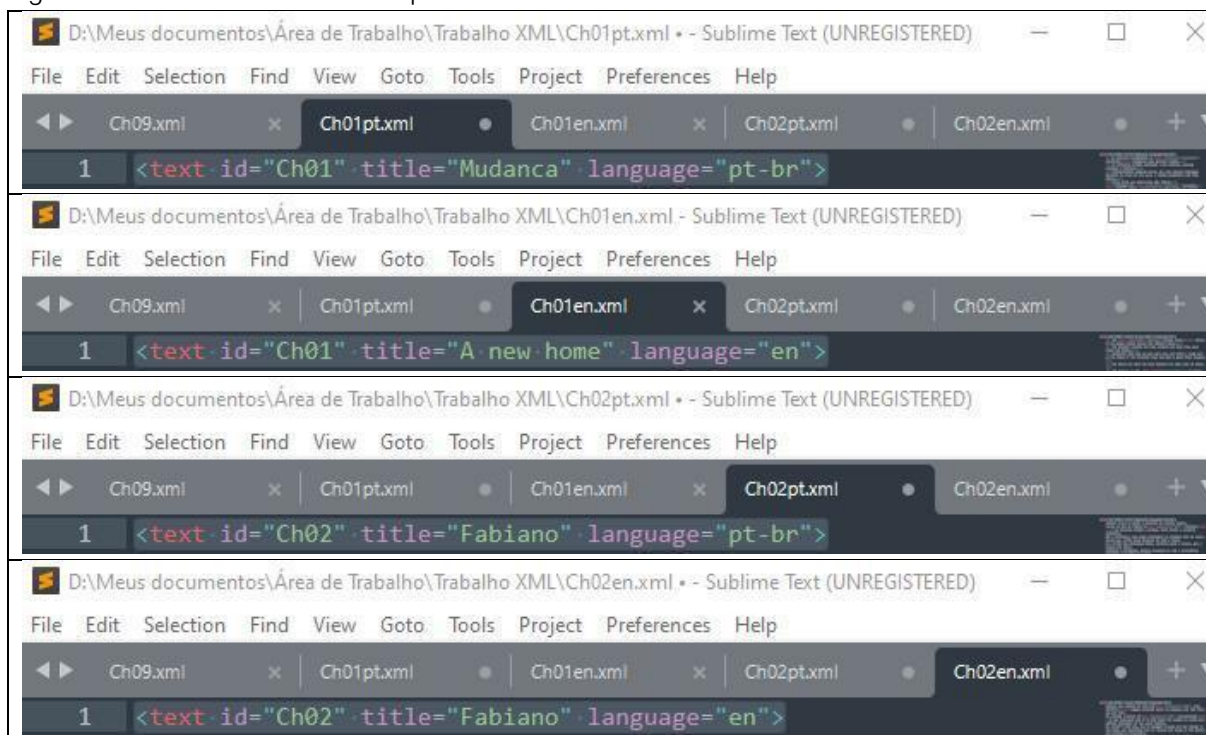 D:\Meus documentos\Área de Trabalho\Trabalho XML\Ch01pt.xml • - Sublime Text (UNREGISTERED)
File Edit Selection Find View Goto Tools Project Preferences Help
Ch09.xml Ch01pt.xml Ch01en.xml Ch02pt.xml Ch02en.xml
1 <text id="Ch01" title="Mudanca" language="pt-br">
D:\Meus documentos\Área de Trabalho\Trabalho XML\Ch01en.xml - Sublime Text (UNREGISTERED)
File Edit Selection Find View Goto Tools Project Preferences Help
Ch09.xml Ch01pt.xml Ch01en.xml Ch02pt.xml Ch02en.xml
1 <text id="Ch01" title="A new home" language="en">
D:\Meus documentos\Área de Trabalho\Trabalho XML\Ch02pt.xml • - Sublime Text (UNREGISTERED)
File Edit Selection Find View Goto Tools Project Preferences Help
Ch09.xml Ch01pt.xml Ch01en.xml Ch02pt.xml Ch02en.xml
1 <text id="Ch02" title="Fabiano" language="pt-br">
D:\Meus documentos\Área de Trabalho\Trabalho XML\Ch02en.xml • - Sublime Text (UNREGISTERED)
File Edit Selection Find View Goto Tools Project Preferences Help
Ch09.xml Ch01pt.xml Ch01en.xml Ch02pt.xml Ch02en.xml
1 <text id="Ch02" title="Fabiano" language="en">